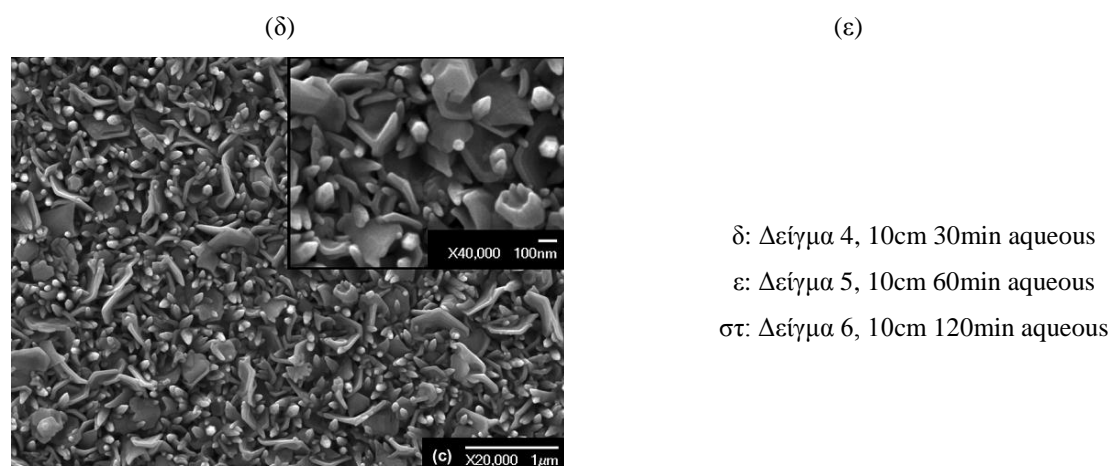 (δ)
(ε)
X40,000 100nm
δ: Δείγμα 4, 10cm 30min aqueous
ε: Δείγμα 5, 10cm 60min aqueous
στ: Δείγμα 6, 10cm 120min aqueous
(c) X20,000 1μm